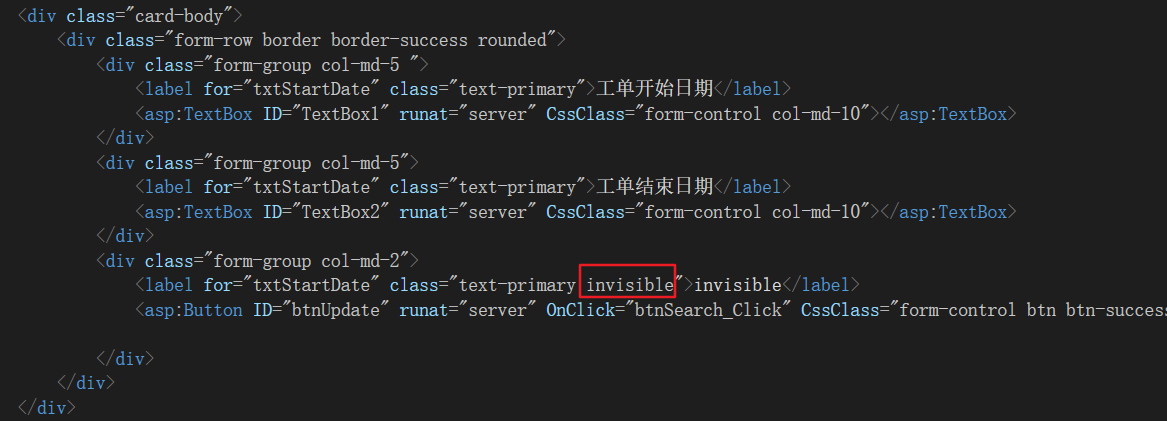 <div class="card-body">
<div class="form-row border border-success rounded">
<div class="form-group col-md-5 ">
<label for="txtStartDate" class="text-primary">工单开始日期</label>
<asp:TextBox ID="TextBox1" runat="server" CssClass="form-control col-md-10"></asp:TextBox>
</div>
<div class="form-group col-md-5">
<label for="txtStartDate" class="text-primary">工单结束日期</label>
<asp:TextBox ID="TextBox2" runat="server" CssClass="form-control col-md-10"></asp:TextBox>
</div>
<div class="form-group col-md-2">
<label for="txtStartDate" class="text-primary invisible">invisible</label>
<asp:Button ID="btnUpdate" runat="server" OnClick="btnSearch_Click" CssClass="form-control btn btn-success
</div>
</div>
</div>